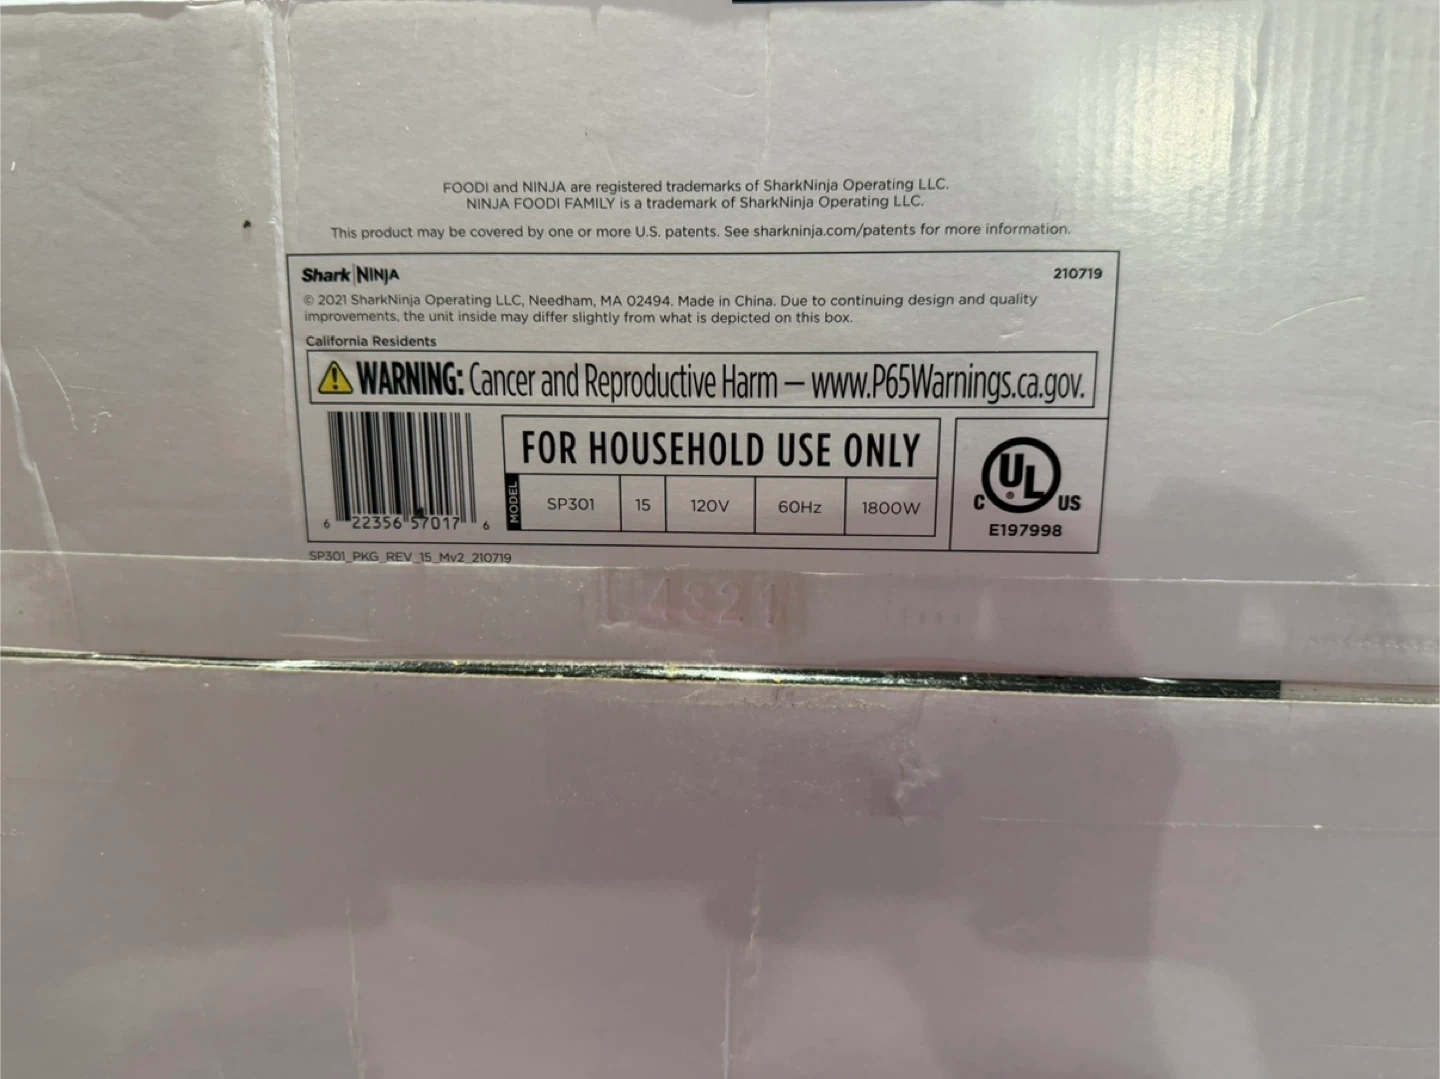 FOODI and NINJA are registered trademarks of SharkNinja Operating LLC.
NINJA FOODI FAMILY is a trademark of SharkNinja Operating LLC.
This product may be covered by one or more U.S. patents. See sharkninja.com/patents for more information.
Shark|NINJA 210719
© 2021 SharkNinja Operating LLC, Needham, MA 02494. Made in China. Due to continuing design and quality
improvements, the unit inside may differ slightly from what is depicted on this box.
California Residents
WARNING: Cancer and Reproductive Harm – www.P65Warnings.ca.gov.
FOR HOUSEHOLD USE ONLY
MODEL SP301 15 120V 60Hz 1800W
C UL ® US
E197998
6 22356 57017 6
SP301_PKG_REV_15_Mv2_210719
4321